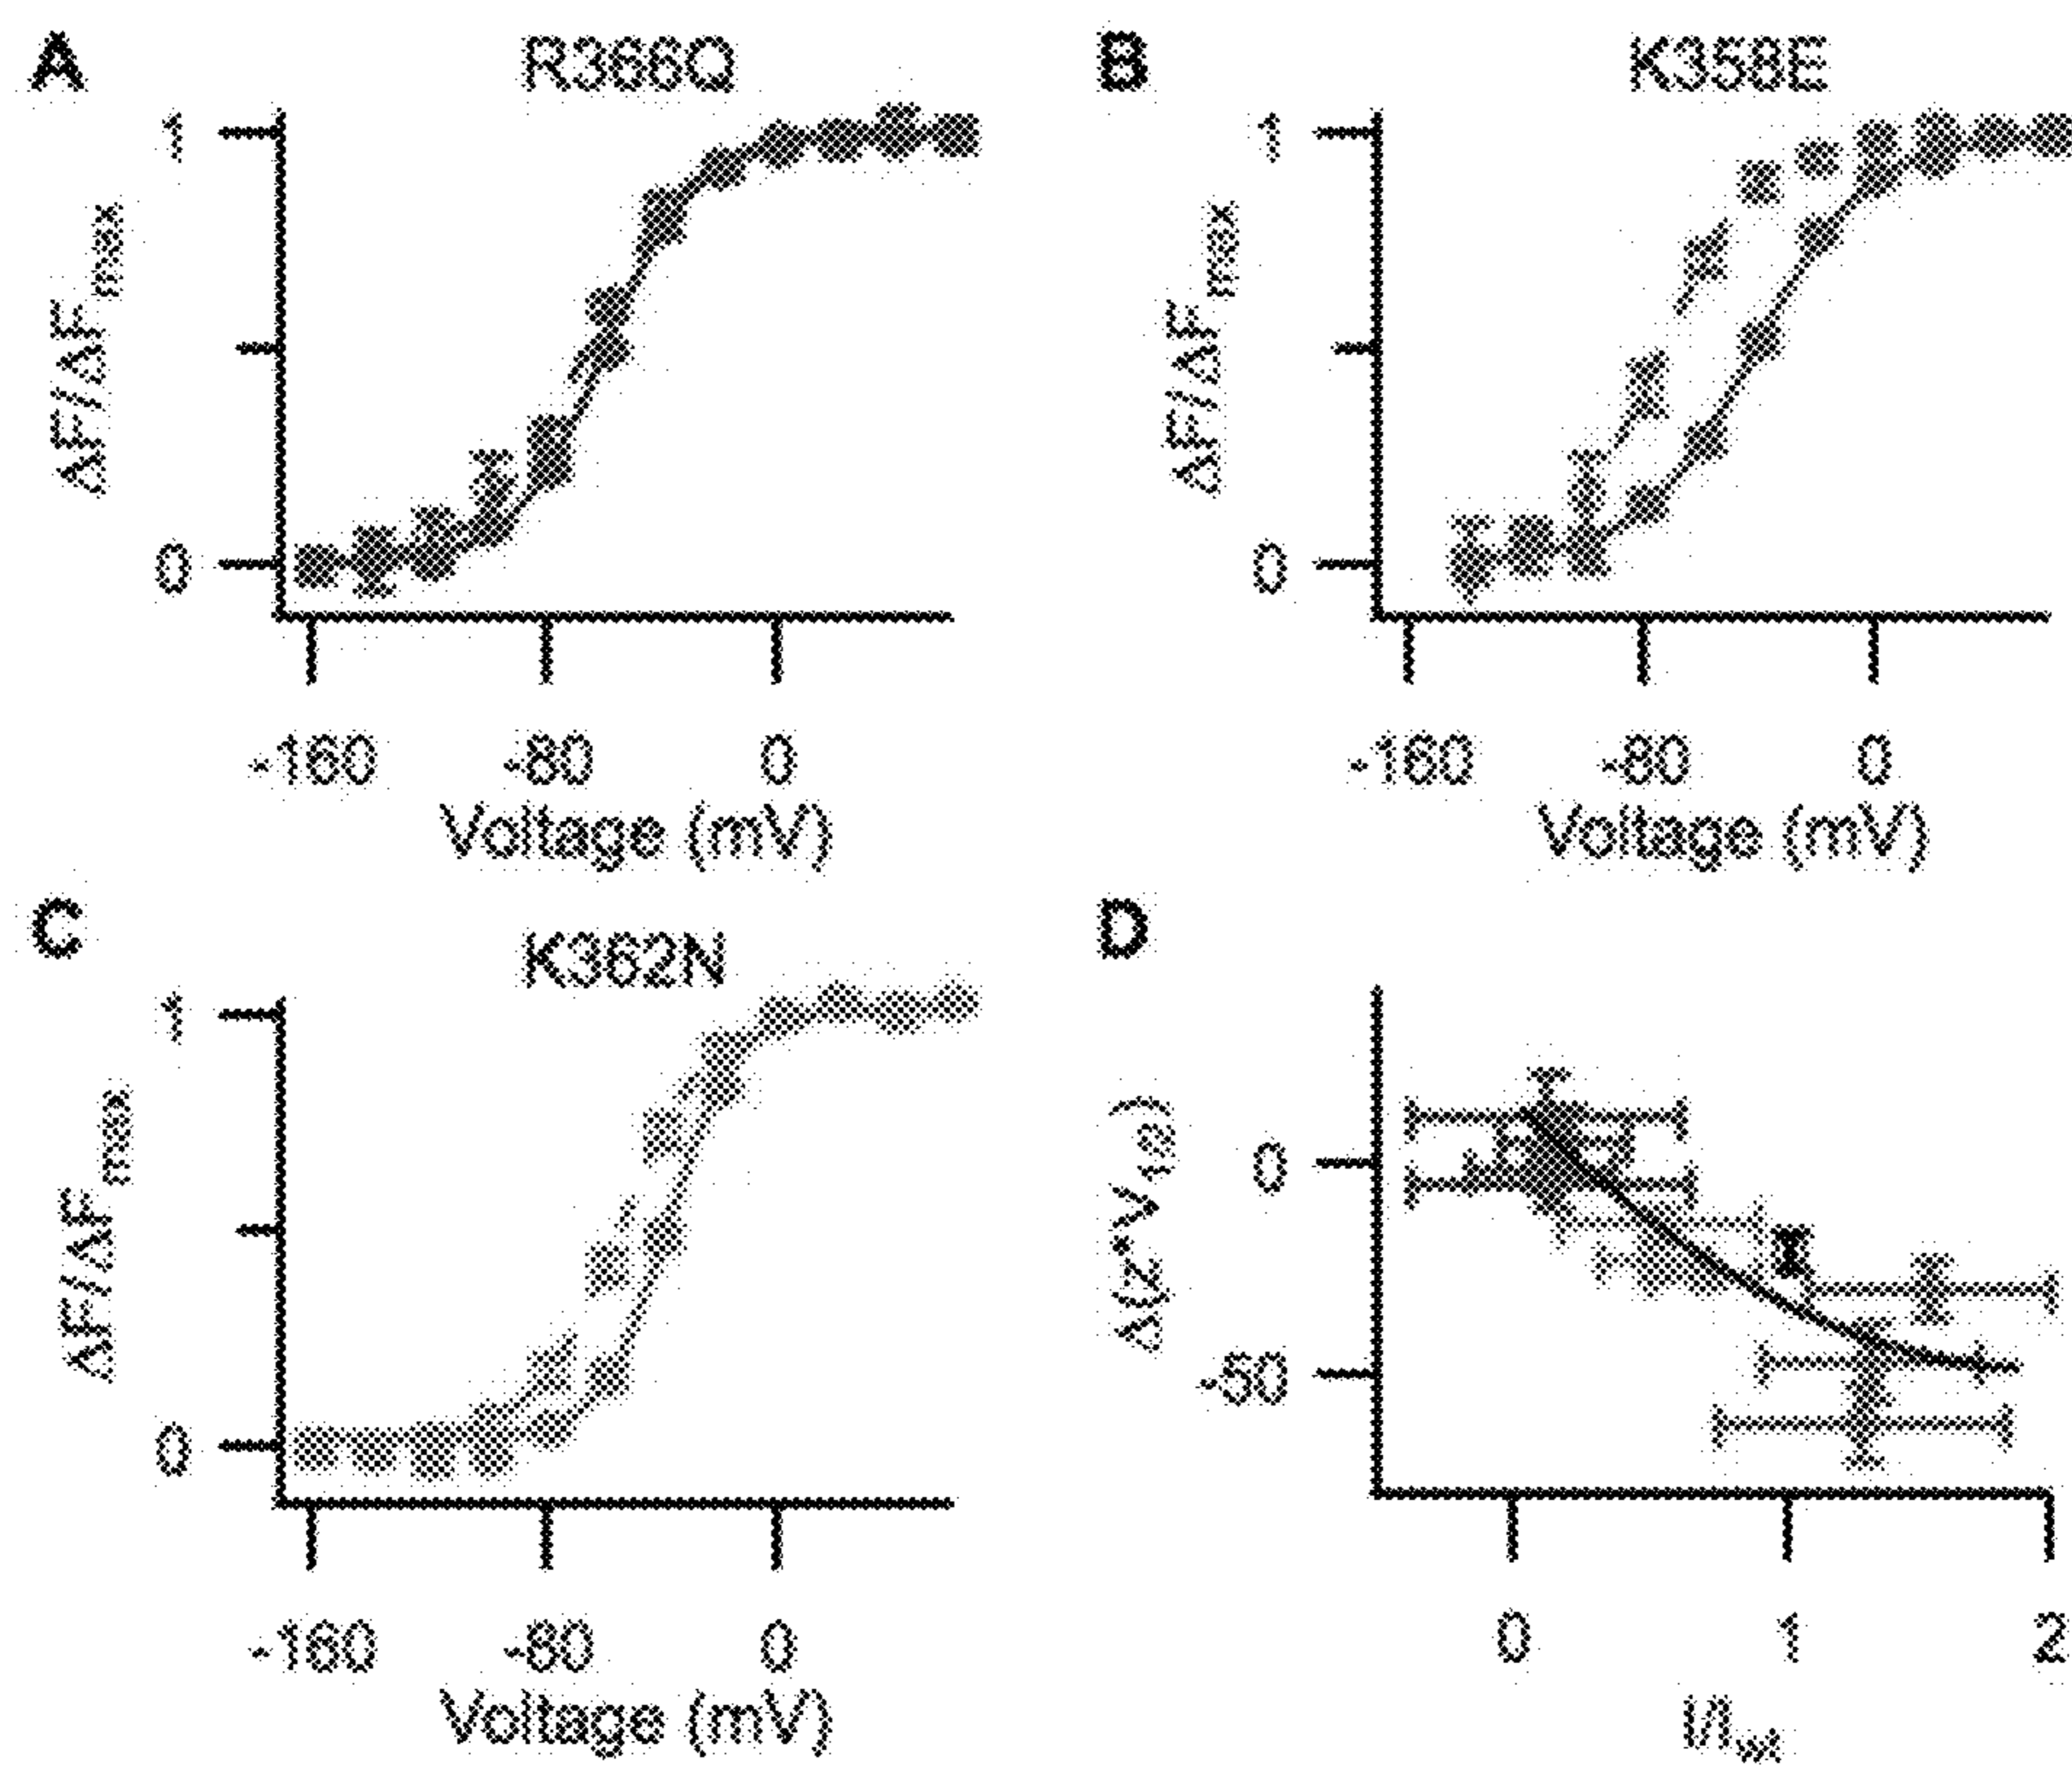 A
R366Q
1
0
ΔF/ΔFmax
-160 -80 0
Voltage (mV)
B
K358E
1
0
ΔF/ΔFmax
-160 -80 0
Voltage (mV)
C
K362N
1
0
ΔF/ΔFmax
-160 -80 0
Voltage (mV)
D
0
-50
Δ(z*V1/2)
0 1 2
I/Iwt